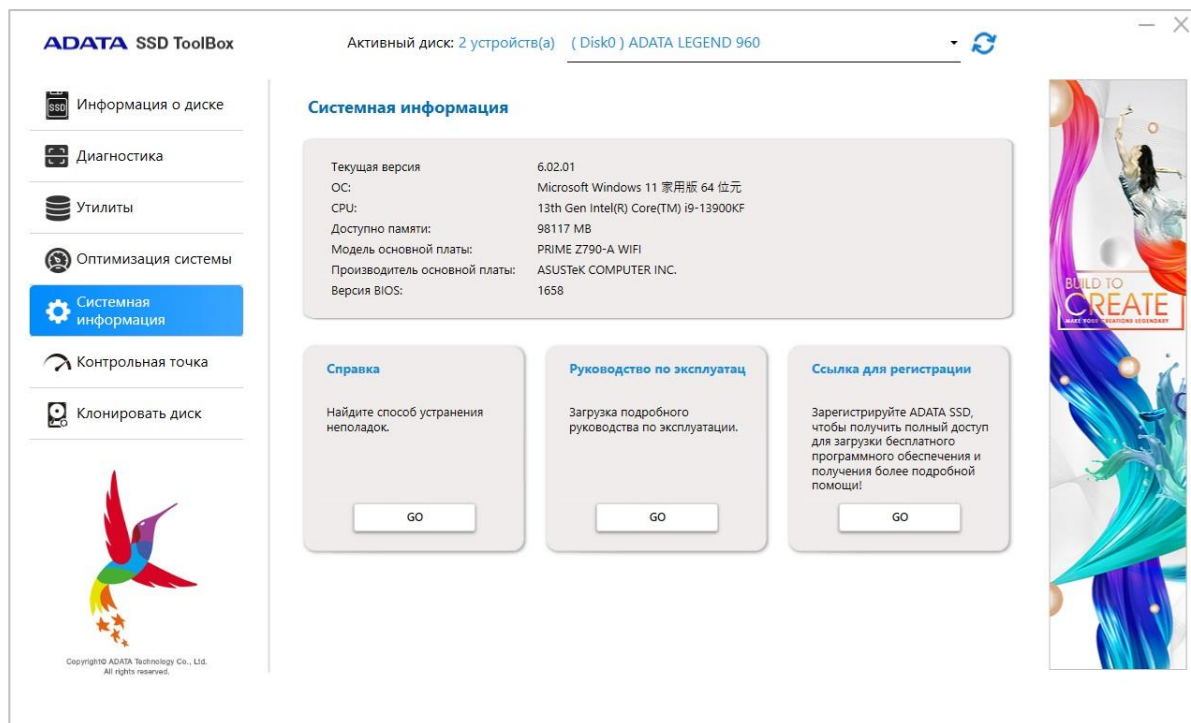 ADATA SSD ToolBox
Активный диск: 2 устройств(а) ( Disk0 ) ADATA LEGEND 960
SSD
Информация о диске
Диагностика
Утилиты
Оптимизация системы
Системная
информация
Контрольная точка
Клонировать диск
Copyright© ADATA Technology Co., Ltd.
All rights reserved.
Системная информация
Текущая версия 6.02.01
ОС: Microsoft Windows 11 家用版 64 位元
CPU: 13th Gen Intel(R) Core(TM) i9-13900KF
Доступно памяти: 98117 MB
Модель основной платы: PRIME Z790-A WIFI
Производитель основной платы: ASUSTeK COMPUTER INC.
Версия BIOS: 1658
Справка
Найдите способ устранения
неполадок.
GO
Руководство по эксплуатац
Загрузка подробного
руководства по эксплуатации.
GO
Ссылка для регистрации
Зарегистрируйте ADATA SSD,
чтобы получить полный доступ
для загрузки бесплатного
программного обеспечения и
получения более подробной
помощи!
GO
BUILD TO
CREATE
MAKE YOUR CREATIONS LEGENDARY